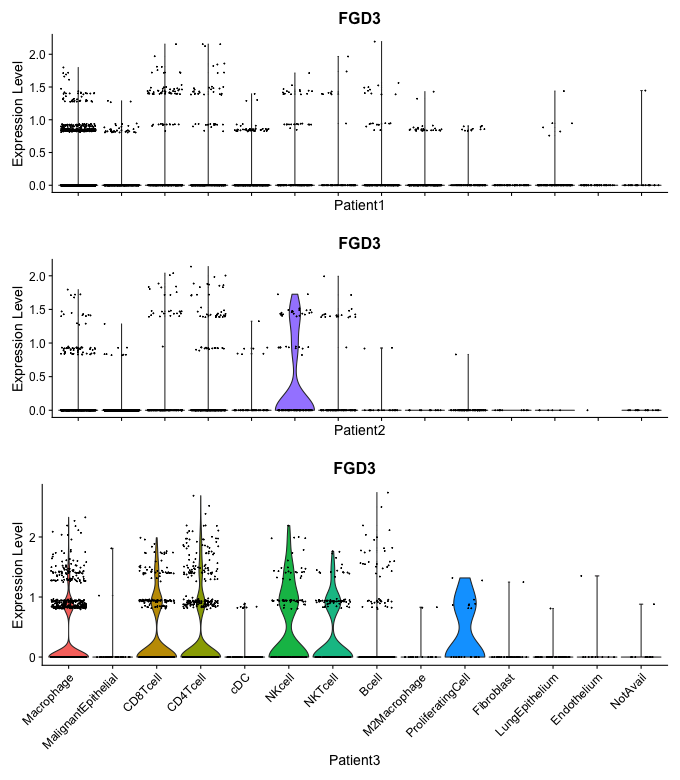 FGD3
Expression Level
2.0
1.5
1.0
0.5
0.0
Patient1
FGD3
Expression Level
2.0
1.5
1.0
0.5
0.0
Patient2
FGD3
Expression Level
2
1
0
Macrophage
MalignantEpithelial
CD8Tcell
CD4Tcell
cDC
NKcell
NKTcell
Bcell
M2Macrophage
ProliferatingCell
Fibroblast
LungEpithelium
Endothelium
NotAvail
Patient3